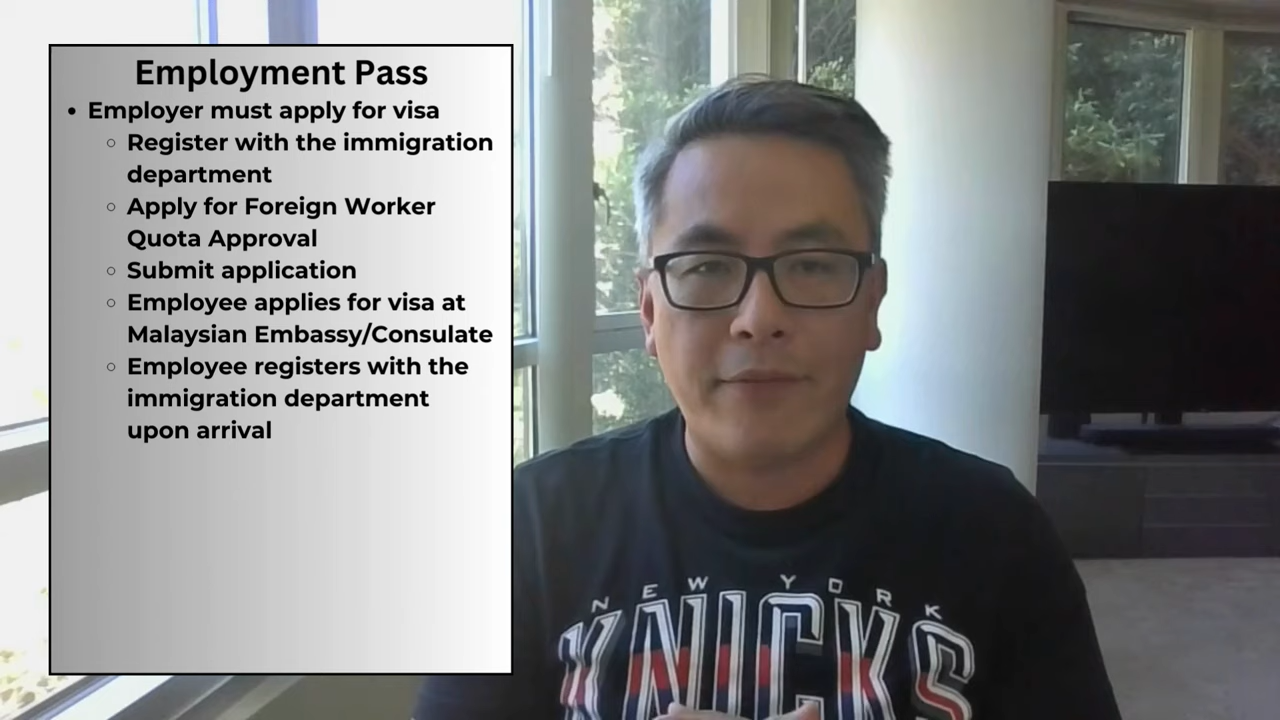 Employment Pass
• Employer must apply for visa
◦ Register with the immigration
department
◦ Apply for Foreign Worker
Quota Approval
◦ Submit application
◦ Employee applies for visa at
Malaysian Embassy/Consulate
◦ Employee registers with the
immigration department
upon arrival
NEW YORK
KNICKS